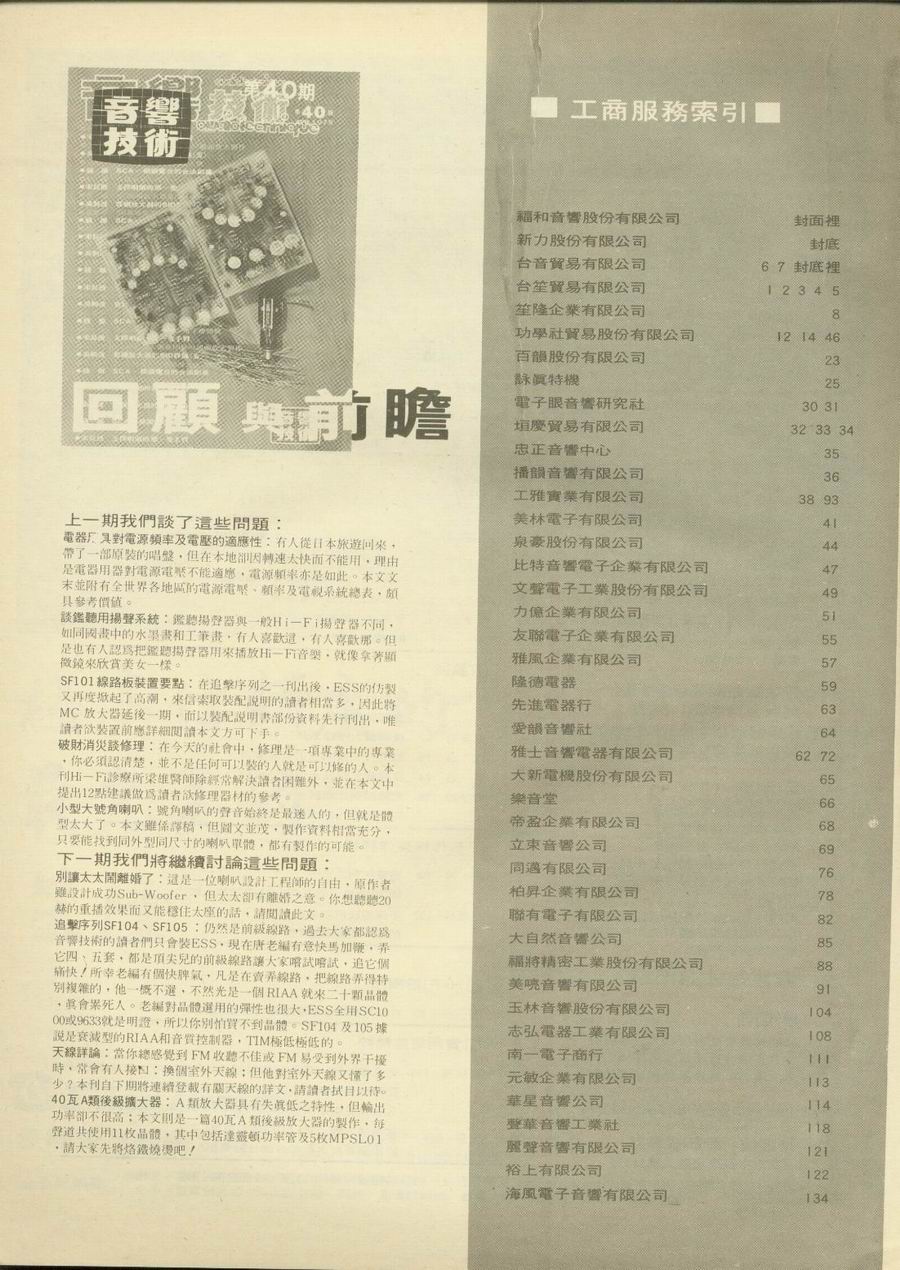 第40期
音響
技術
回顧與前瞻
上一期我們談了這些問題：
電器厂具對電源頻率及電壓的適應性：有人從日本旅遊回來，
帶了一部原裝的唱盤，但在本地卻因轉速太快而不能用，理由
是電器用器對電源電壓不能適應，電源頻率亦是如此。本文文
末並附有全世界各地區的電源電壓、頻率及電視系統總表，頗
具參考價值。
談鑑聽用揚聲系統：鑑聽揚聲器與一般Hi－Fi揚聲器不同，
如同國畫中的水墨畫和工筆畫，有人喜歡這，有人喜歡那。但
是也有人認爲把鑑聽揚聲器用來播放Hi－Fi音樂，就像拿著顯
微鏡來欣賞美女一樣。
SF101線路板裝置要點：在追擊序列之一刊出後，ESS的仿製
又再度掀起了高潮，來信索取裝配說明的讀者相當多，因此將
MC 放大器延後一期，而以裝配說明書部份資料先行刊出，唯
讀者欲裝置前應詳細閱讀本文方可下手。
破財消災談修理：在今天的社會中，修理是一項專業中的專業
，你必須認清楚，並不是任何可以裝的人就是可以修的人。本
刊Hi－Fi診療所梁雄醫師除經常解決讀者困難外，並在本文中
提出12點建議做爲讀者欲修理器材的參考。
小型大號角喇叭：號角喇叭的聲音始終是最迷人的，但就是體
型太大了。本文雖係譯稿，但圖文並茂，製作資料相當充分，
只要能找到同外型同尺寸的喇叭單體，都有製作的可能。
下一期我們將繼續討論這些問題：
別讓太太鬧離婚了：這是一位喇叭設計工程師的自由，原作者
雖設計成功Sub-Woofer，但太太卻有離婚之意。你想聽聽20
赫的重播效果而又能穩住太座的話，請閱讀此文。
追擊序列SF104、SF105：仍然是前級線路，過去大家都認爲
音響技術的讀者們只會裝ESS，現在唐老編有意快馬加鞭，弄
它四、五套，都是頂尖兒的前級線路讓大家嚐試嚐試，追它個
痛快！所幸老編有個快脾氣，凡是在賣弄線路，把線路弄得特
別複雜的，他一概不選，不然光是一個RIAA就來二十顆晶體
，眞會累死人。老編對晶體選用的彈性也很大，ESS全用SC10
00或9633就是明證，所以你別怕買不到晶體。SF104 及105據
說是衰減型的RIAA和音質控制器，TIM極低極低的。
天線詳論：當你總感覺到FM收聽不佳或FM易受到外界干擾
時，常會有人接口：換個室外天線；但他對室外天線又懂了多
少？本刊自下期將連續登載有關天線的詳文，請讀者拭目以待。
40瓦A類後級擴大器：A類放大器具有失眞低之特性，但輸出
功率卻不很高；本文則是一篇40瓦A類後級放大器的製作，每
聲道共使用11枚晶體，其中包括達靈頓功率管及5枚MPSL01
，請大家先將烙鐵燒燙吧！
■ 工商服務索引 ■
福和音響股份有限公司 封面裡
新力股份有限公司 封底
台音貿易有限公司 6 7 封底裡
台笙貿易有限公司 1 2 3 4 5
笙隆企業有限公司 8
功學社貿易股份有限公司 12 14 46
百韻股份有限公司 23
詠眞特機 25
電子眼音響研究社 30 31
垣慶貿易有限公司 32 33 34
忠正音響中心 35
播韻音響有限公司 36
工雅實業有限公司 38 93
美林電子有限公司 41
泉豪股份有限公司 44
比特音響電子企業有限公司 47
文聲電子工業股份有限公司 49
力億企業有限公司 51
友聯電子企業有限公司 55
雅風企業有限公司 57
隆德電器 59
先進電器行 63
愛韻音響社 64
雅士音響電器有限公司 62 72
大新電機股份有限公司 65
樂音堂 66
帝盈企業有限公司 68
立東音響公司 69
同邁有限公司 76
柏昇企業有限公司 78
聯有電子有限公司 82
大自然音響公司 85
福將精密工業股份有限公司 88
美哓音響有限公司 91
玉林音響股份有限公司 104
志弘電器工業有限公司 108
南一電子商行 111
元敏企業有限公司 113
華星音響公司 114
聲華音響工業社 118
麗聲音響有限公司 121
裕上有限公司 122
海風電子音響有限公司 134